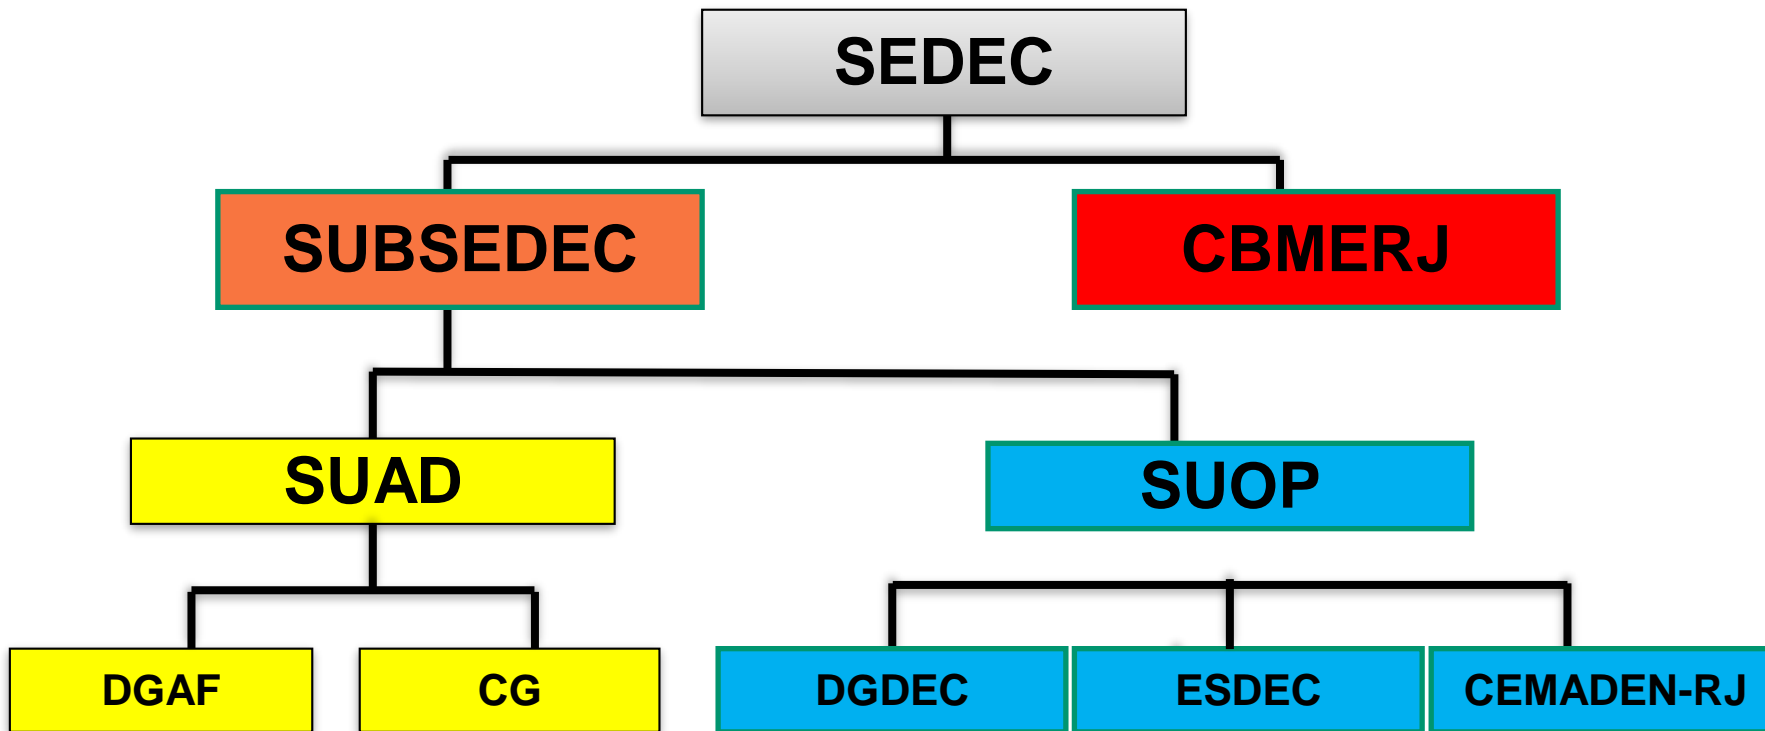 SEDEC
SUBSEDEC
CBMERJ
SUAD
SUOP
DGAF
CG
DGDEC
ESDEC
CEMADEN-RJ